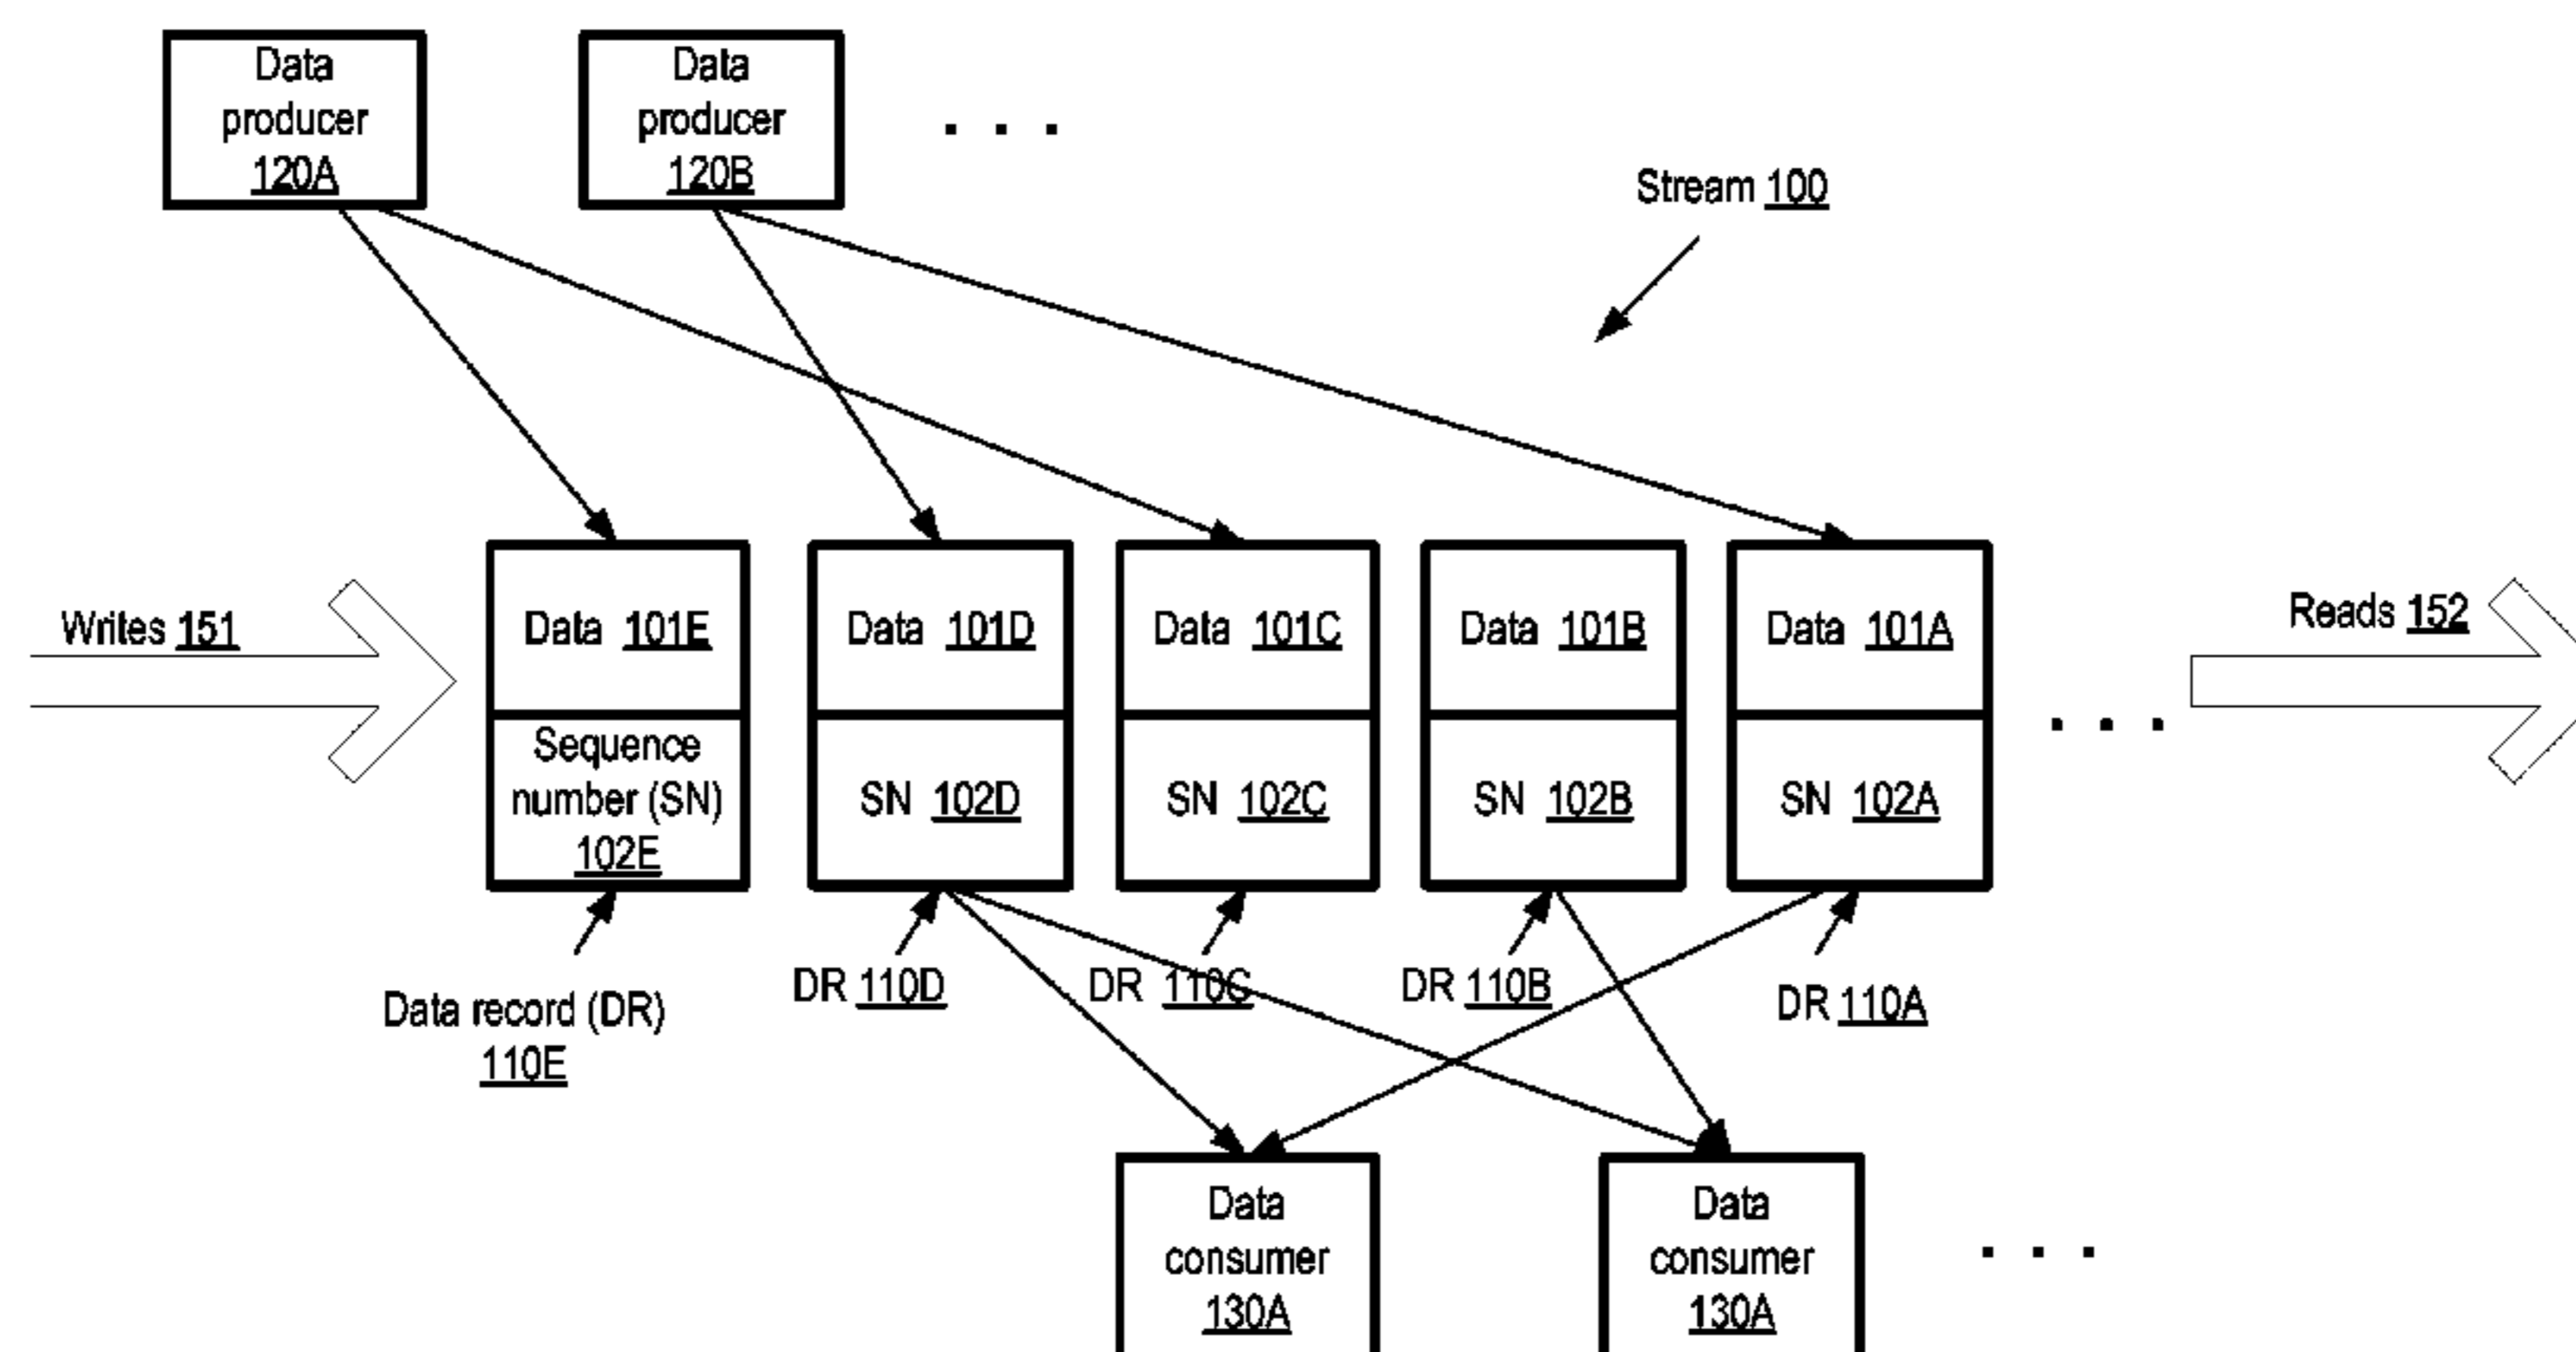 Data
producer
120A
Data
producer
120B
. . .
Stream 100
Writes 151
Data 101E
Data 101D
Data 101C
Data 101B
Data 101A
Reads 152
Sequence
number (SN)
102E
SN 102D
SN 102C
SN 102B
SN 102A
. . .
Data record (DR)
110E
DR 110D
DR 110C
DR 110B
DR 110A
Data
consumer
130A
Data
consumer
130A
. . .